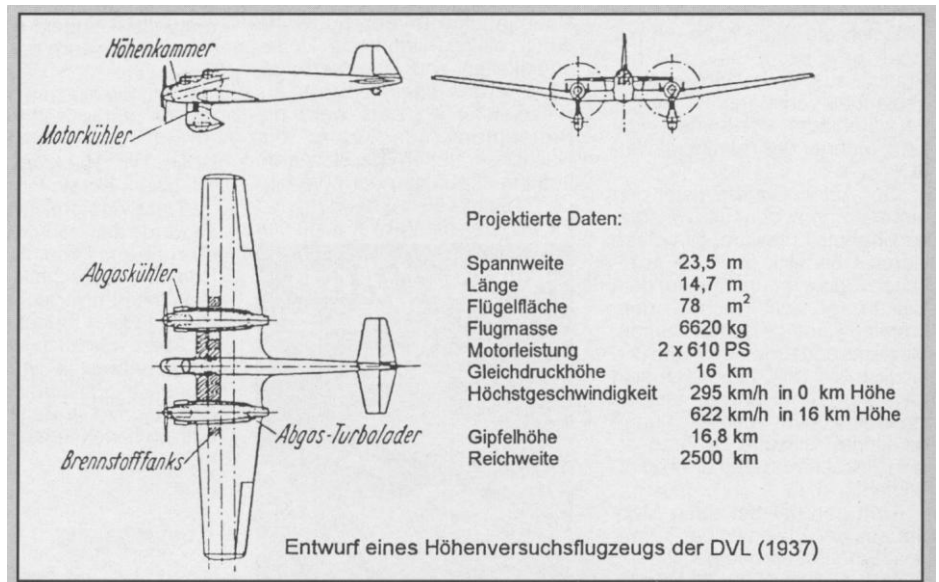 Höhenkammer
Motorkühler
Abgaskühler
Abgas-Turbolader
Brennstofftanks
Projektierte Daten:
Spannweite 23,5 m
Länge 14,7 m
Flügelfläche 78 m²
Flugmasse 6620 kg
Motorleistung 2 x 610 PS
Gleichdruckhöhe 16 km
Höchstgeschwindigkeit 295 km/h in 0 km Höhe
622 km/h in 16 km Höhe
Gipfelhöhe 16,8 km
Reichweite 2500 km
Entwurf eines Höhenversuchsflugzeugs der DVL (1937)